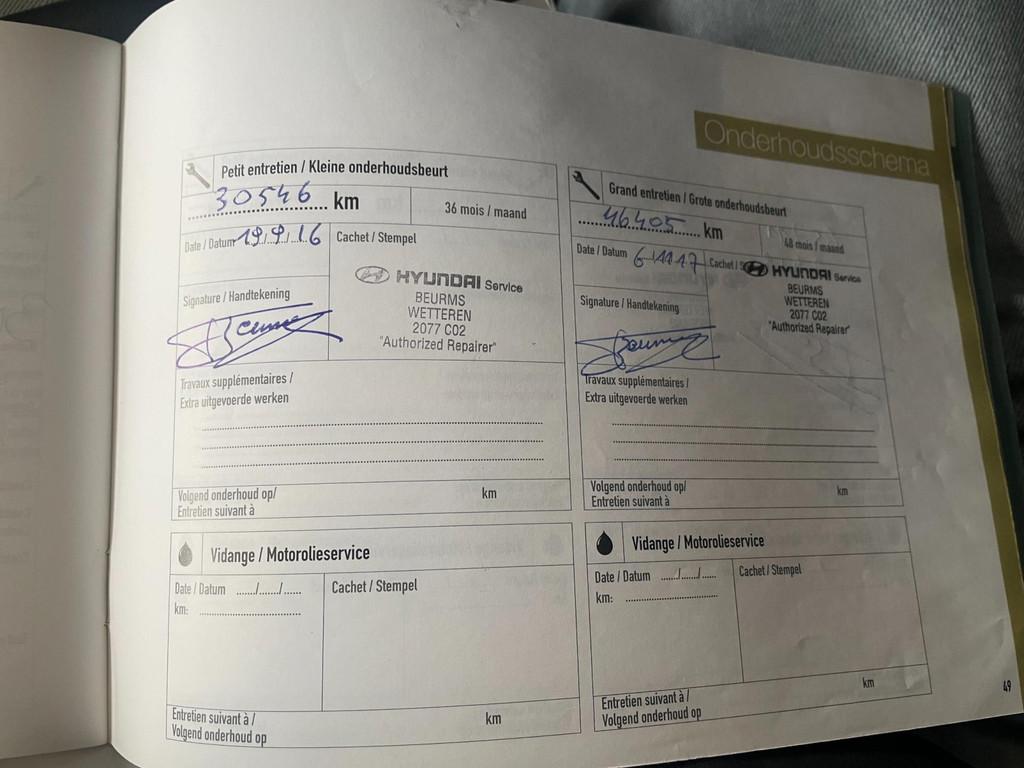 Onderhoudsschema
Petit entretien / Kleine onderhoudsbeurt
30546 km
36 mois / maand
Date / Datum 19/9/16
Cachet / Stempel
HYUNDAI Service
BEURMS
WETTEREN
2077 C02
"Authorized Repairer"
Signature / Handtekening
Travaux supplémentaires /
Extra uitgevoerde werken
Volgend onderhoud op/ km
Entretien suivant à
Grand entretien / Grote onderhoudsbeurt
46405 km
48 mois / maand
Date / Datum
Cachet / S
HYUNDAI Service
BEURMS
WETTEREN
2077 C02
"Authorized Repairer"
Signature / Handtekening
Travaux supplémentaires /
Extra uitgevoerde werken
Volgend onderhoud op/ km
Entretien suivant à
Vidange / Motorolieservice
Date / Datum ....../....../......
Cachet / Stempel
km: ..............................
Entretien suivant à / km
Volgend onderhoud op
Vidange / Motorolieservice
Date / Datum ....../....../......
Cachet / Stempel
km: ..............................
Entretien suivant à / km
Volgend onderhoud op
49